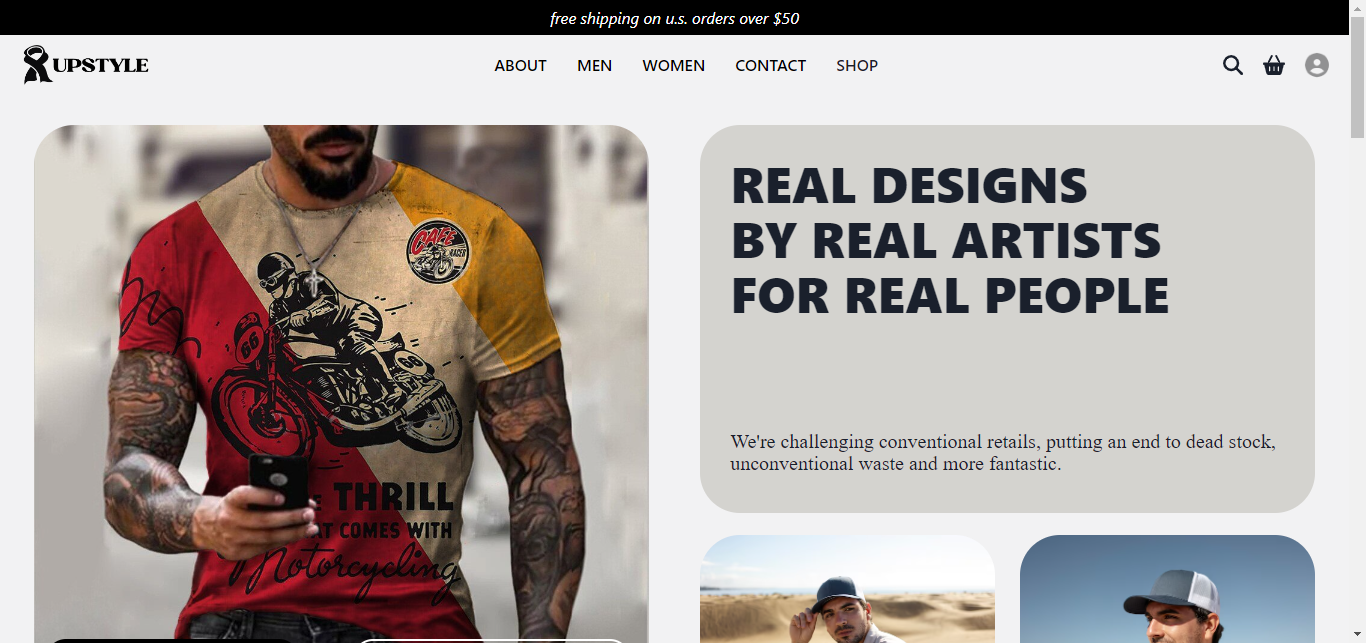 free shipping on u.s. orders over $50
UPSTYLE
ABOUT MEN WOMEN CONTACT SHOP
CAFE
RACER
66
66
THRILL
AT COMES WITH
Motorcycling
REAL DESIGNS
BY REAL ARTISTS
FOR REAL PEOPLE
We're challenging conventional retails, putting an end to dead stock,
unconventional waste and more fantastic.